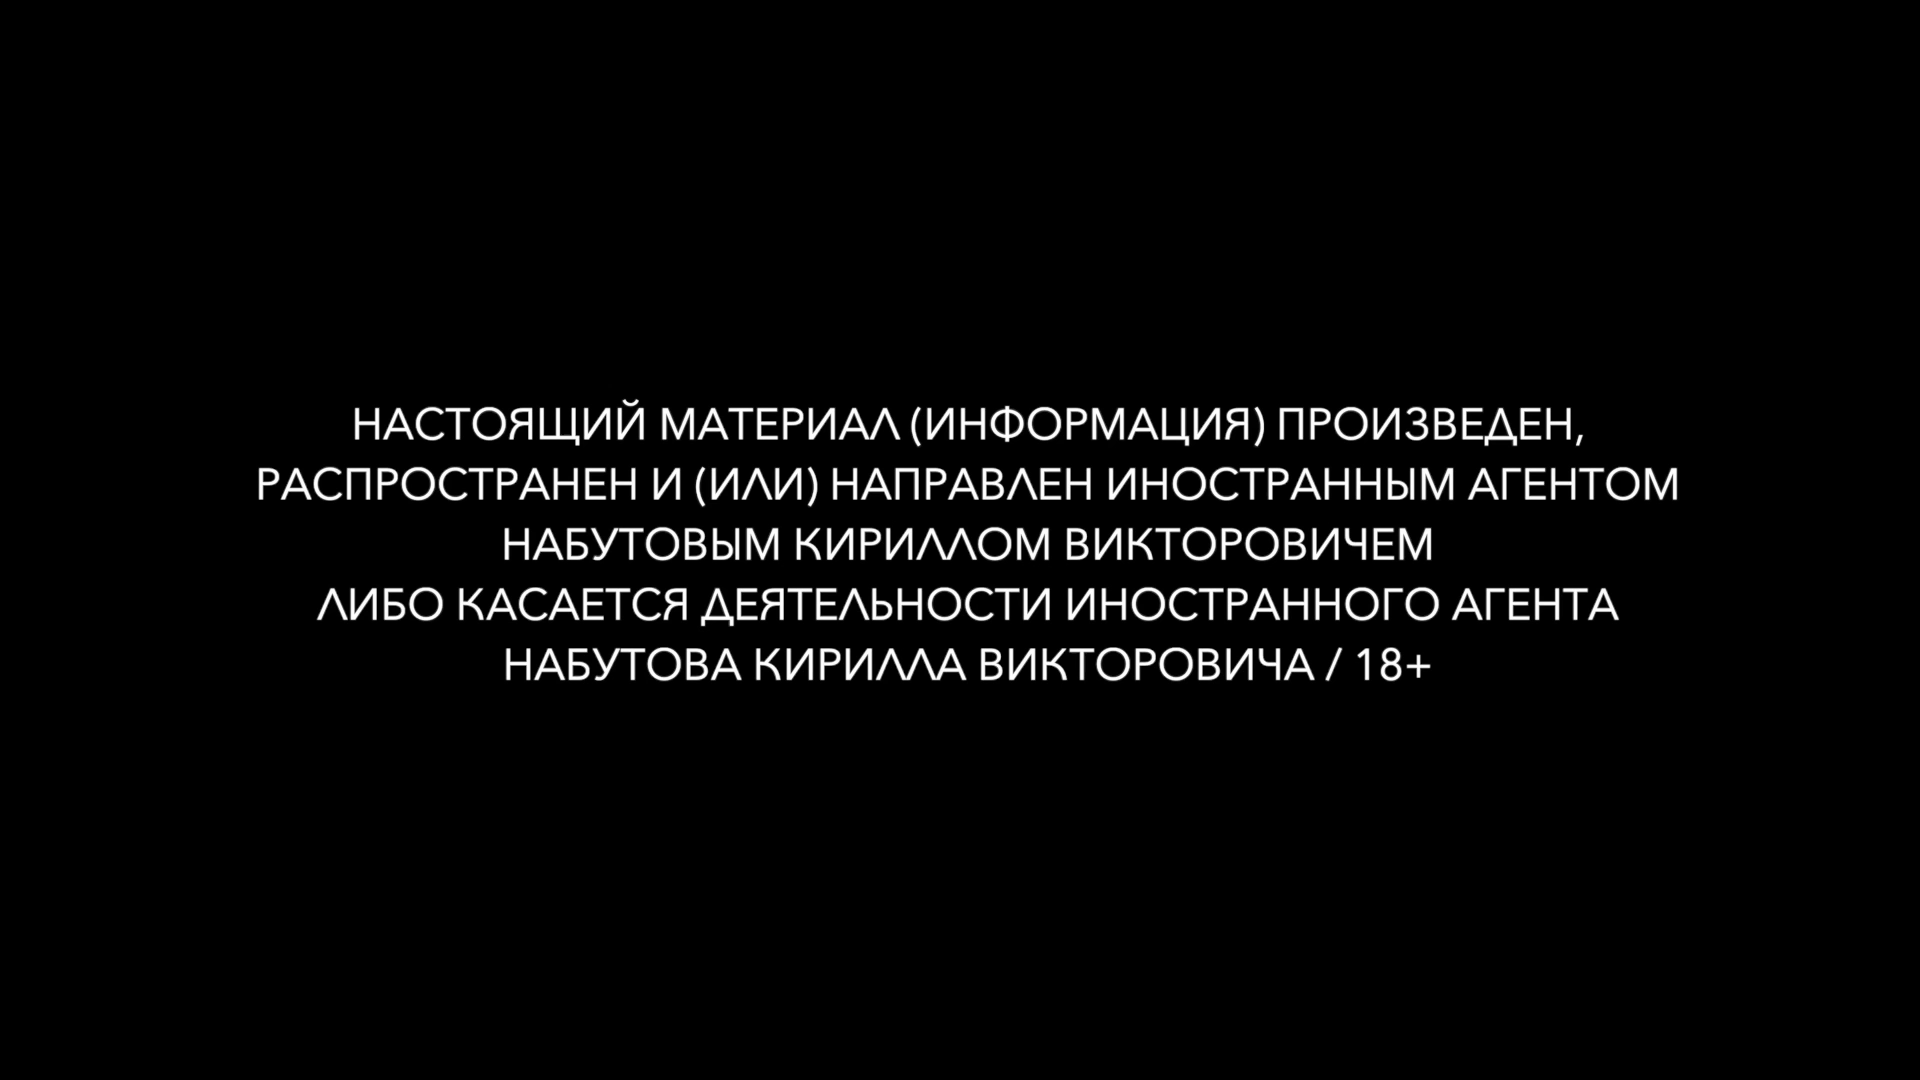 НАСТОЯЩИЙ МАТЕРИАЛ (ИНФОРМАЦИЯ) ПРОИЗВЕДЕН,
РАСПРОСТРАНЕН И (ИЛИ) НАПРАВЛЕН ИНОСТРАННЫМ АГЕНТОМ
НАБУТОВЫМ КИРИЛЛОМ ВИКТОРОВИЧЕМ
ЛИБО КАСАЕТСЯ ДЕЯТЕЛЬНОСТИ ИНОСТРАННОГО АГЕНТА
НАБУТОВА КИРИЛЛА ВИКТОРОВИЧА / 18+